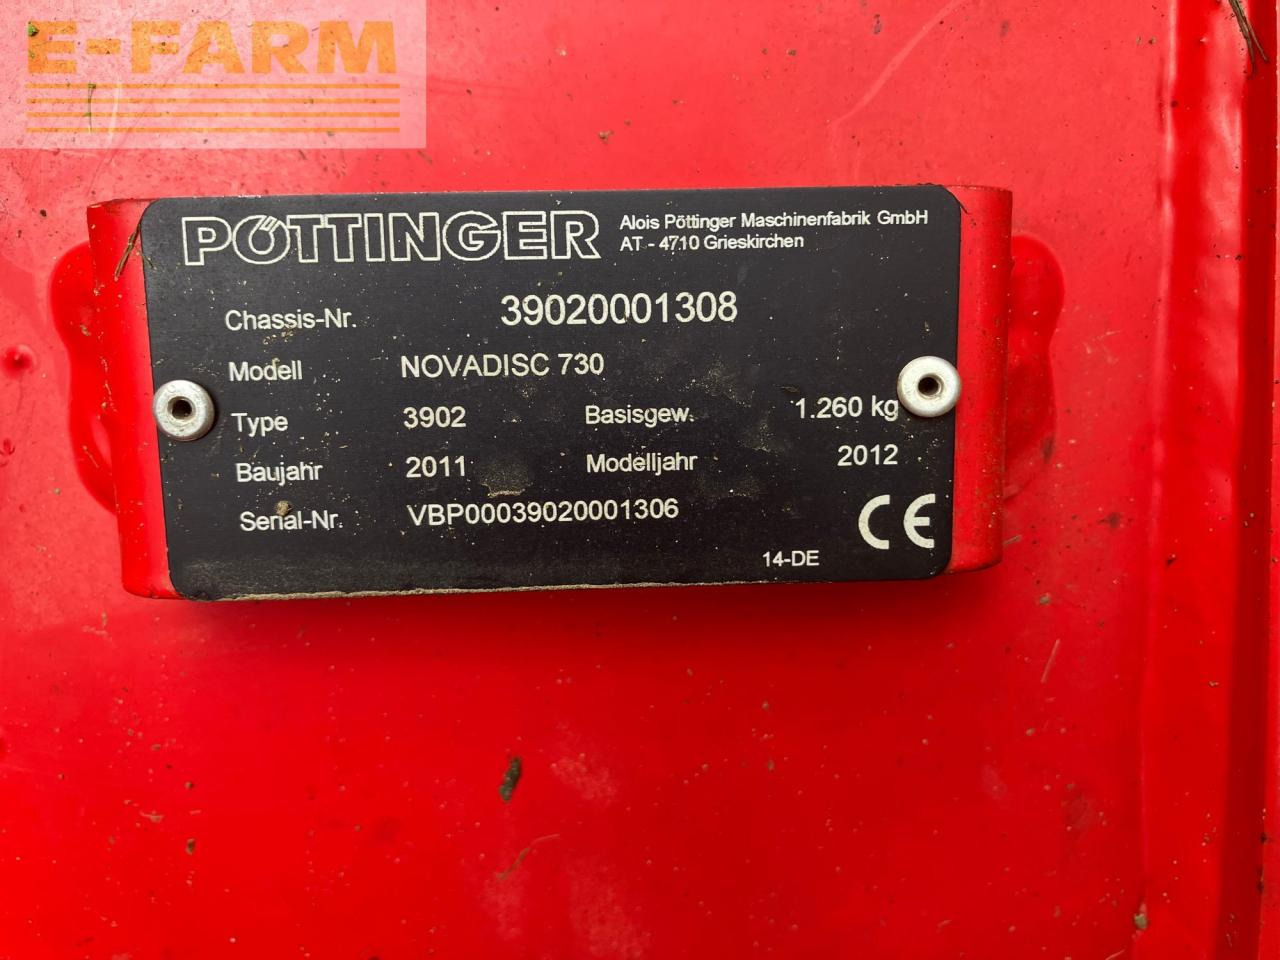 E-FARM
PÖTTINGER
Alois Pöttinger Maschinenfabrik GmbH
AT - 4710 Grieskirchen
Chassis-Nr. 39020001308
Modell NOVADISC 730
Type 3902 Basisgew. 1.260 kg
Baujahr 2011 Modelljahr 2012
Serial-Nr. VBP00039020001306
CE
14-DE